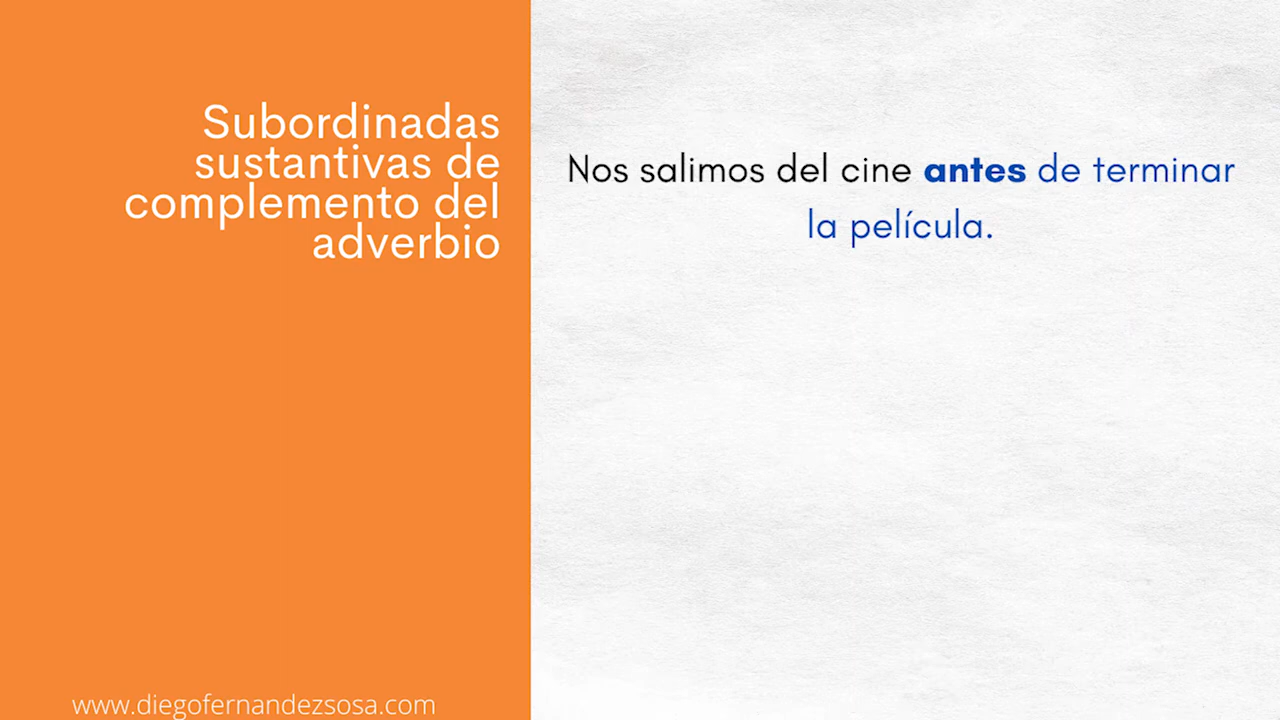 Subordinadas
sustantivas de
complemento del
adverbio
Nos salimos del cine antes de terminar
la película.
www.diegofernandezsosa.com